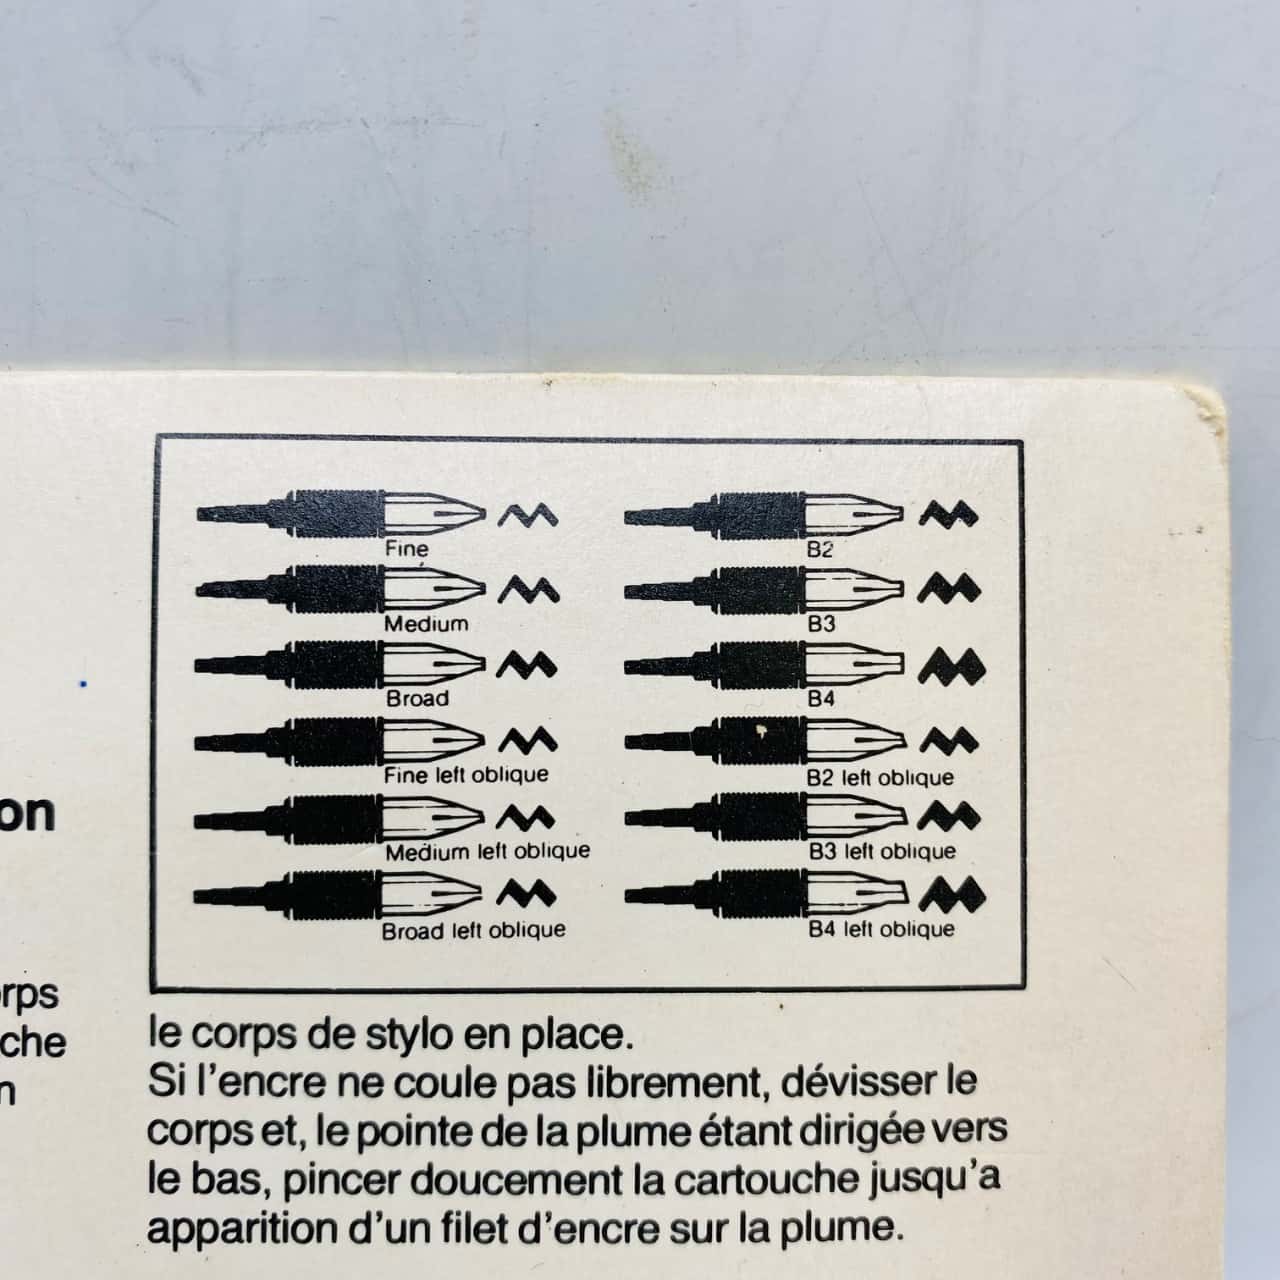 Fine
Medium
Broad
Fine left oblique
Medium left oblique
Broad left oblique
B2
B3
B4
B2 left oblique
B3 left oblique
B4 left oblique
on
orps
che
n
le corps de stylo en place.
Si l'encre ne coule pas librement, dévisser le
corps et, le pointe de la plume étant dirigée vers
le bas, pincer doucement la cartouche jusqu'a
apparition d'un filet d'encre sur la plume.